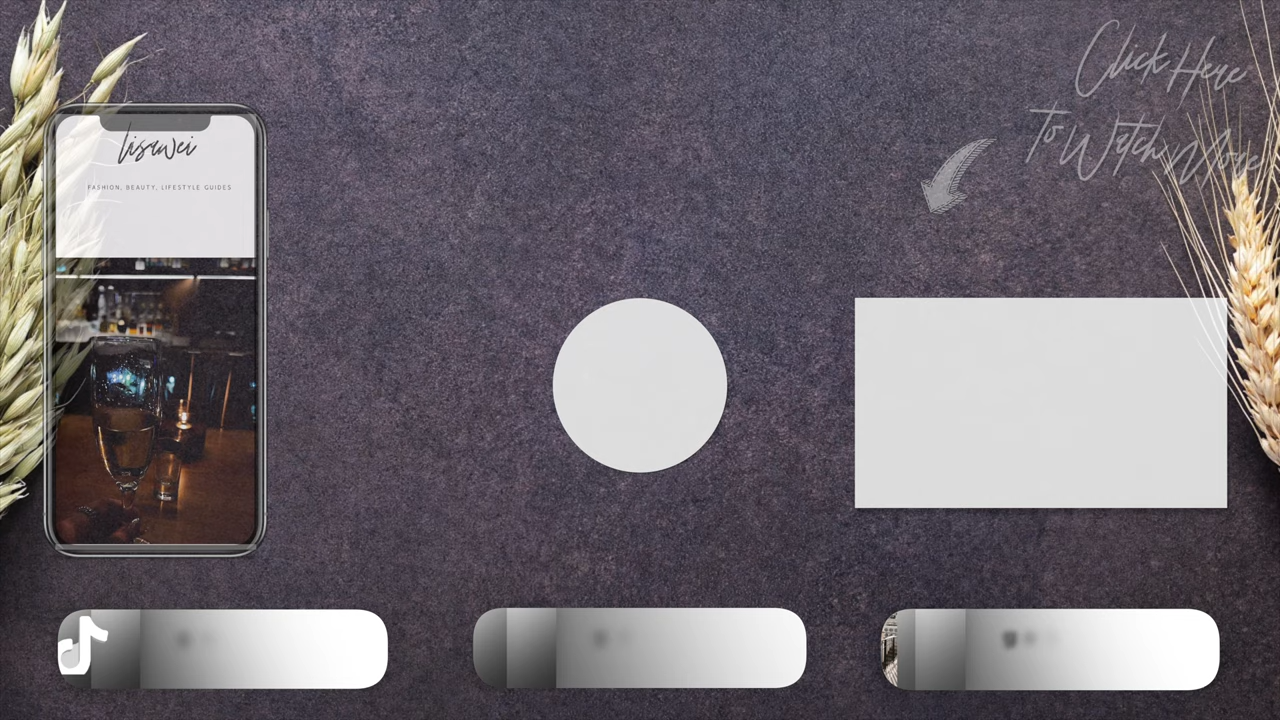 lisawei
FASHION, BEAUTY, LIFESTYLE GUIDES
Click Here
To Watch More